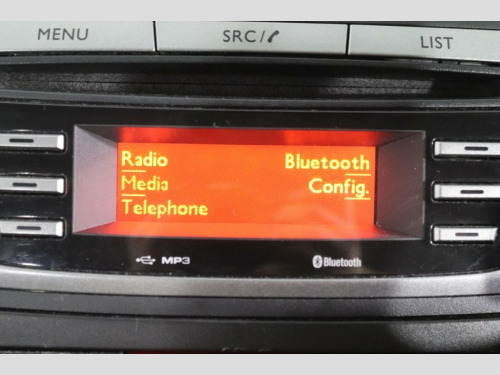 MENU
SRC/
LIST
Radio
Bluetooth
Media
Config.
Telephone
MP3
Bluetooth